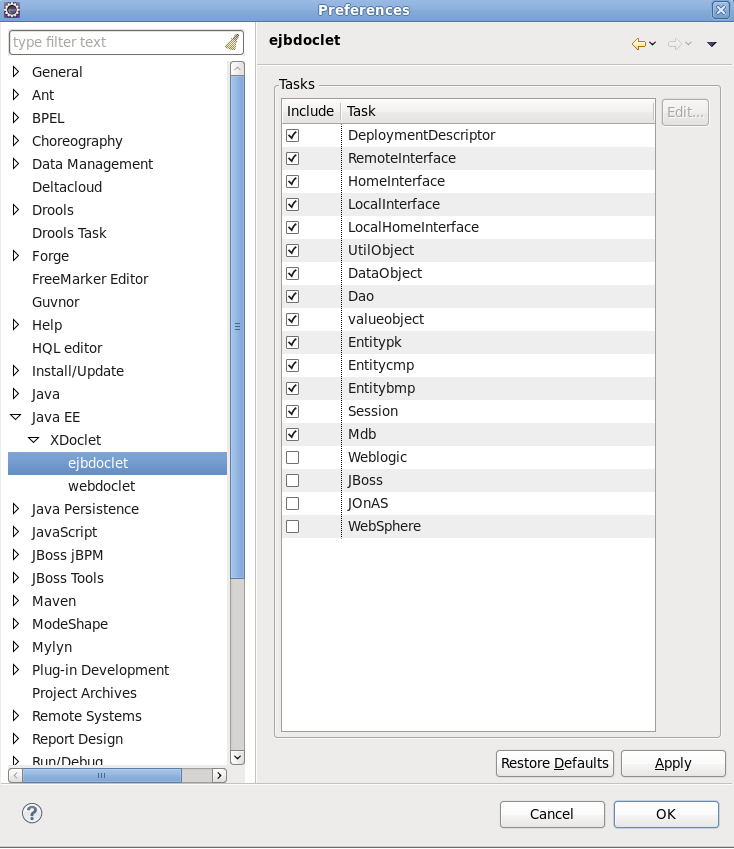 Preferences
type filter text
General
Ant
BPEL
Choreography
Data Management
Deltacloud
Drools
Drools Task
Forge
FreeMarker Editor
Guvnor
Help
HQL editor
Install/Update
Java
Java EE
XDoclet
ejbdoclet
webdoclet
Java Persistence
JavaScript
JBoss jBPM
JBoss Tools
Maven
ModeShape
Mylyn
Plug-in Development
Project Archives
Remote Systems
Report Design
Run/Debug
ejbdoclet
Tasks
Include Task
DeploymentDescriptor
RemoteInterface
HomeInterface
LocalInterface
LocalHomeInterface
UtilObject
DataObject
Dao
valueobject
Entitypk
Entitycmp
Entitybmp
Session
Mdb
Weblogic
JBoss
JOnAS
WebSphere
Edit...
Restore Defaults Apply
Cancel OK